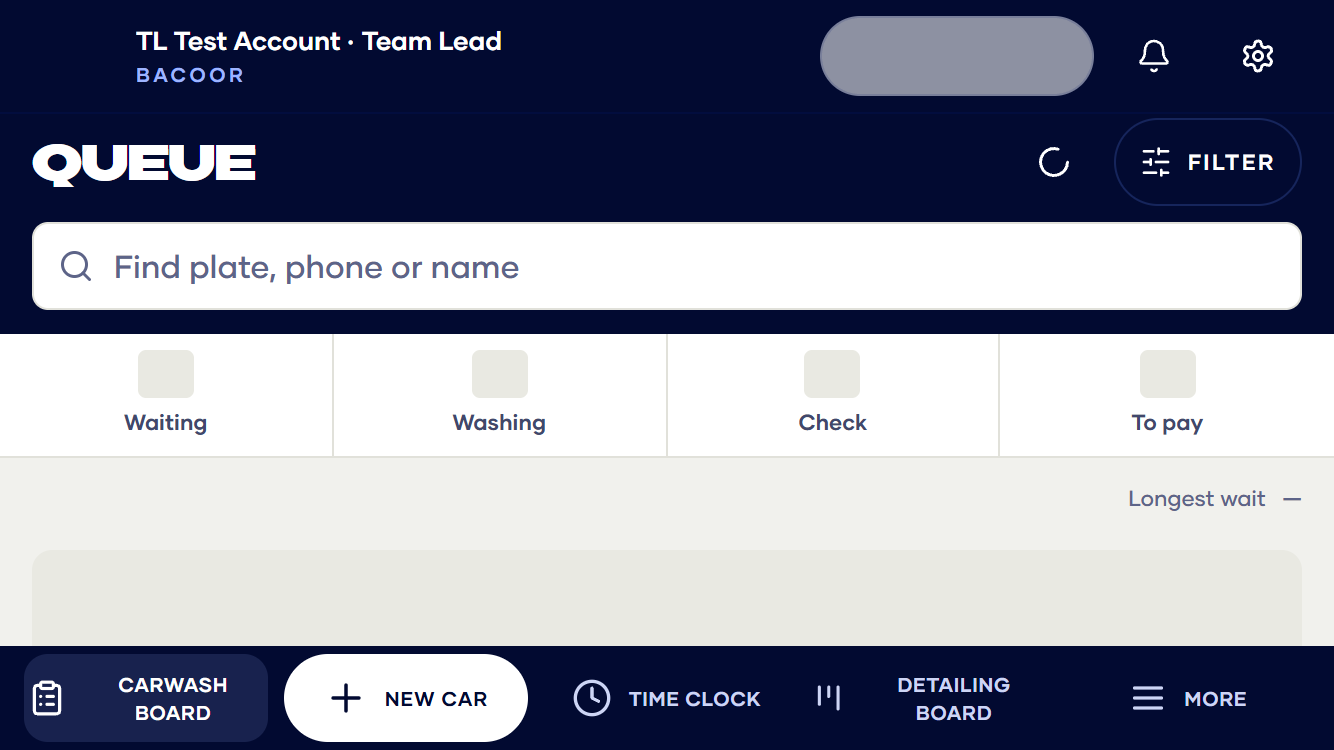 TL Test Account · Team Lead
BACOOR
QUEUE
FILTER
Find plate, phone or name
Waiting
Washing
Check
To pay
Longest wait –
CARWASH
BOARD
NEW CAR
TIME CLOCK
DETAILING
BOARD
MORE